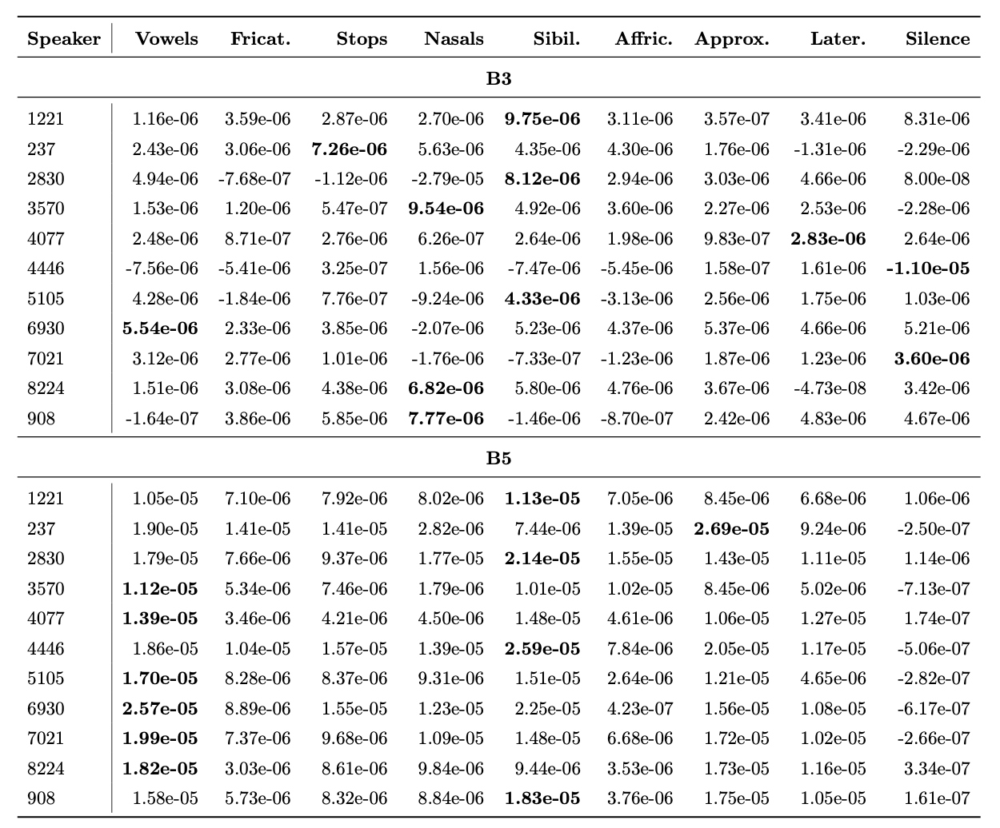 Speaker Vowels Fricat. Stops Nasals Sibil. Affric. Approx. Later. Silence
B3
1221 1.16e-06 3.59e-06 2.87e-06 2.70e-06 9.75e-06 3.11e-06 3.57e-07 3.41e-06 8.31e-06
237 2.43e-06 3.06e-06 7.26e-06 5.63e-06 4.35e-06 4.30e-06 1.76e-06 -1.31e-06 -2.29e-06
2830 4.94e-06 -7.68e-07 -1.12e-06 -2.79e-05 8.12e-06 2.94e-06 3.03e-06 4.66e-06 8.00e-08
3570 1.53e-06 1.20e-06 5.47e-07 9.54e-06 4.92e-06 3.60e-06 2.27e-06 2.53e-06 -2.28e-06
4077 2.48e-06 8.71e-07 2.76e-06 6.26e-07 2.64e-06 1.98e-06 9.83e-07 2.83e-06 2.64e-06
4446 -7.56e-06 -5.41e-06 3.25e-07 1.56e-06 -7.47e-06 -5.45e-06 1.58e-07 1.61e-06 -1.10e-05
5105 4.28e-06 -1.84e-06 7.76e-07 -9.24e-06 4.33e-06 -3.13e-06 2.56e-06 1.75e-06 1.03e-06
6930 5.54e-06 2.33e-06 3.85e-06 -2.07e-06 5.23e-06 4.37e-06 5.37e-06 4.66e-06 5.21e-06
7021 3.12e-06 2.77e-06 1.01e-06 -1.76e-06 -7.33e-07 -1.23e-06 1.87e-06 1.23e-06 3.60e-06
8224 1.51e-06 3.08e-06 4.38e-06 6.82e-06 5.80e-06 4.76e-06 3.67e-06 -4.73e-08 3.42e-06
908 -1.64e-07 3.86e-06 5.85e-06 7.77e-06 -1.46e-06 -8.70e-07 2.42e-06 4.83e-06 4.67e-06
B5
1221 1.05e-05 7.10e-06 7.92e-06 8.02e-06 1.13e-05 7.05e-06 8.45e-06 6.68e-06 1.06e-06
237 1.90e-05 1.41e-05 1.41e-05 2.82e-06 7.44e-06 1.39e-05 2.69e-05 9.24e-06 -2.50e-07
2830 1.79e-05 7.66e-06 9.37e-06 1.77e-05 2.14e-05 1.55e-05 1.43e-05 1.11e-05 1.14e-06
3570 1.12e-05 5.34e-06 7.46e-06 1.79e-06 1.01e-05 1.02e-05 8.45e-06 5.02e-06 -7.13e-07
4077 1.39e-05 3.46e-06 4.21e-06 4.50e-06 1.48e-05 4.61e-06 1.06e-05 1.27e-05 1.74e-07
4446 1.86e-05 1.04e-05 1.57e-05 1.39e-05 2.59e-05 7.84e-06 2.05e-05 1.17e-05 -5.06e-07
5105 1.70e-05 8.28e-06 8.37e-06 9.31e-06 1.51e-05 2.64e-06 1.21e-05 4.65e-06 -2.82e-07
6930 2.57e-05 8.89e-06 1.55e-05 1.23e-05 2.25e-05 4.23e-07 1.56e-05 1.08e-05 -6.17e-07
7021 1.99e-05 7.37e-06 9.68e-06 1.09e-05 1.48e-05 6.68e-06 1.72e-05 1.02e-05 -2.66e-07
8224 1.82e-05 3.03e-06 8.61e-06 9.84e-06 9.44e-06 3.53e-06 1.73e-05 1.16e-05 3.34e-07
908 1.58e-05 5.73e-06 8.32e-06 8.84e-06 1.83e-05 3.76e-06 1.75e-05 1.05e-05 1.61e-07